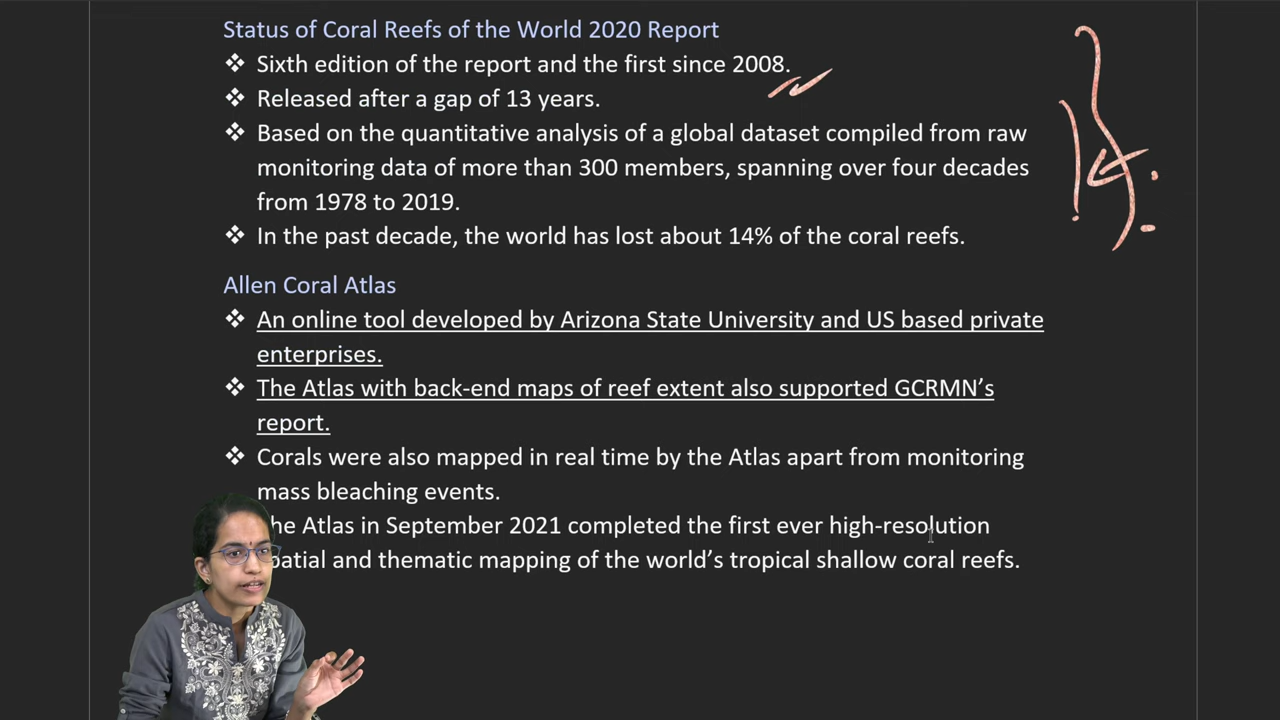 Status of Coral Reefs of the World 2020 Report
❖ Sixth edition of the report and the first since 2008.
❖ Released after a gap of 13 years.
❖ Based on the quantitative analysis of a global dataset compiled from raw
monitoring data of more than 300 members, spanning over four decades
from 1978 to 2019.
❖ In the past decade, the world has lost about 14% of the coral reefs.
Allen Coral Atlas
❖ An online tool developed by Arizona State University and US based private
enterprises.
❖ The Atlas with back-end maps of reef extent also supported GCRMN’s
report.
❖ Corals were also mapped in real time by the Atlas apart from monitoring
mass bleaching events.
he Atlas in September 2021 completed the first ever high-resolution
patial and thematic mapping of the world’s tropical shallow coral reefs.